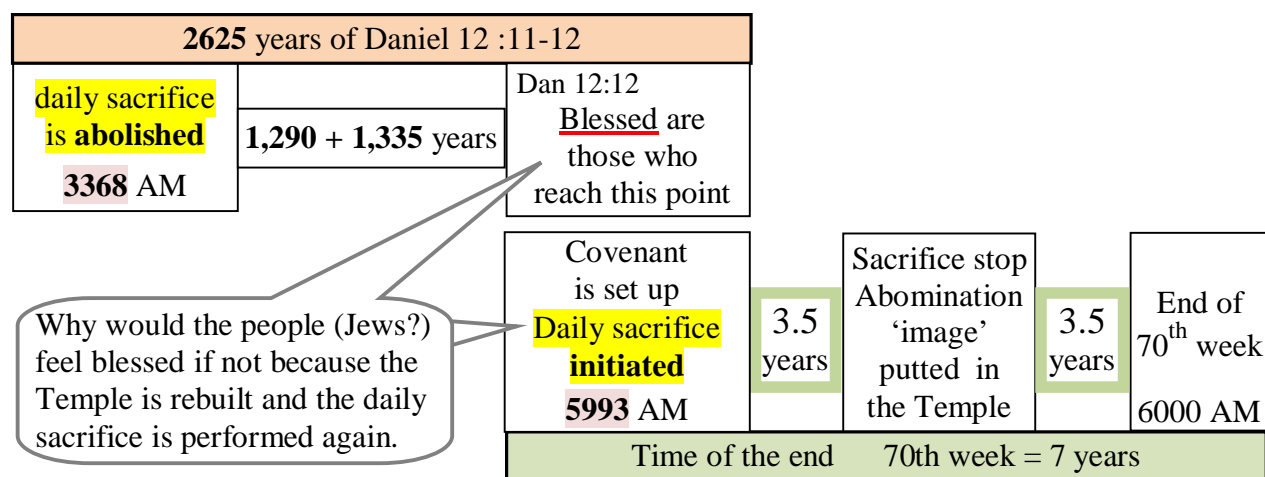 2625 years of Daniel 12 :11-12
daily sacrifice
is abolished
3368 AM
1,290 + 1,335 years
Dan 12:12
Blessed are
those who
reach this point
Why would the people (Jews?)
feel blessed if not because the
Temple is rebuilt and the daily
sacrifice is performed again.
Covenant
is set up
Daily sacrifice
initiated
5993 AM
3.5
years
Sacrifice stop
Abomination
‘image’
putted in
the Temple
3.5
years
End of
70th week
6000 AM
Time of the end 70th week = 7 years